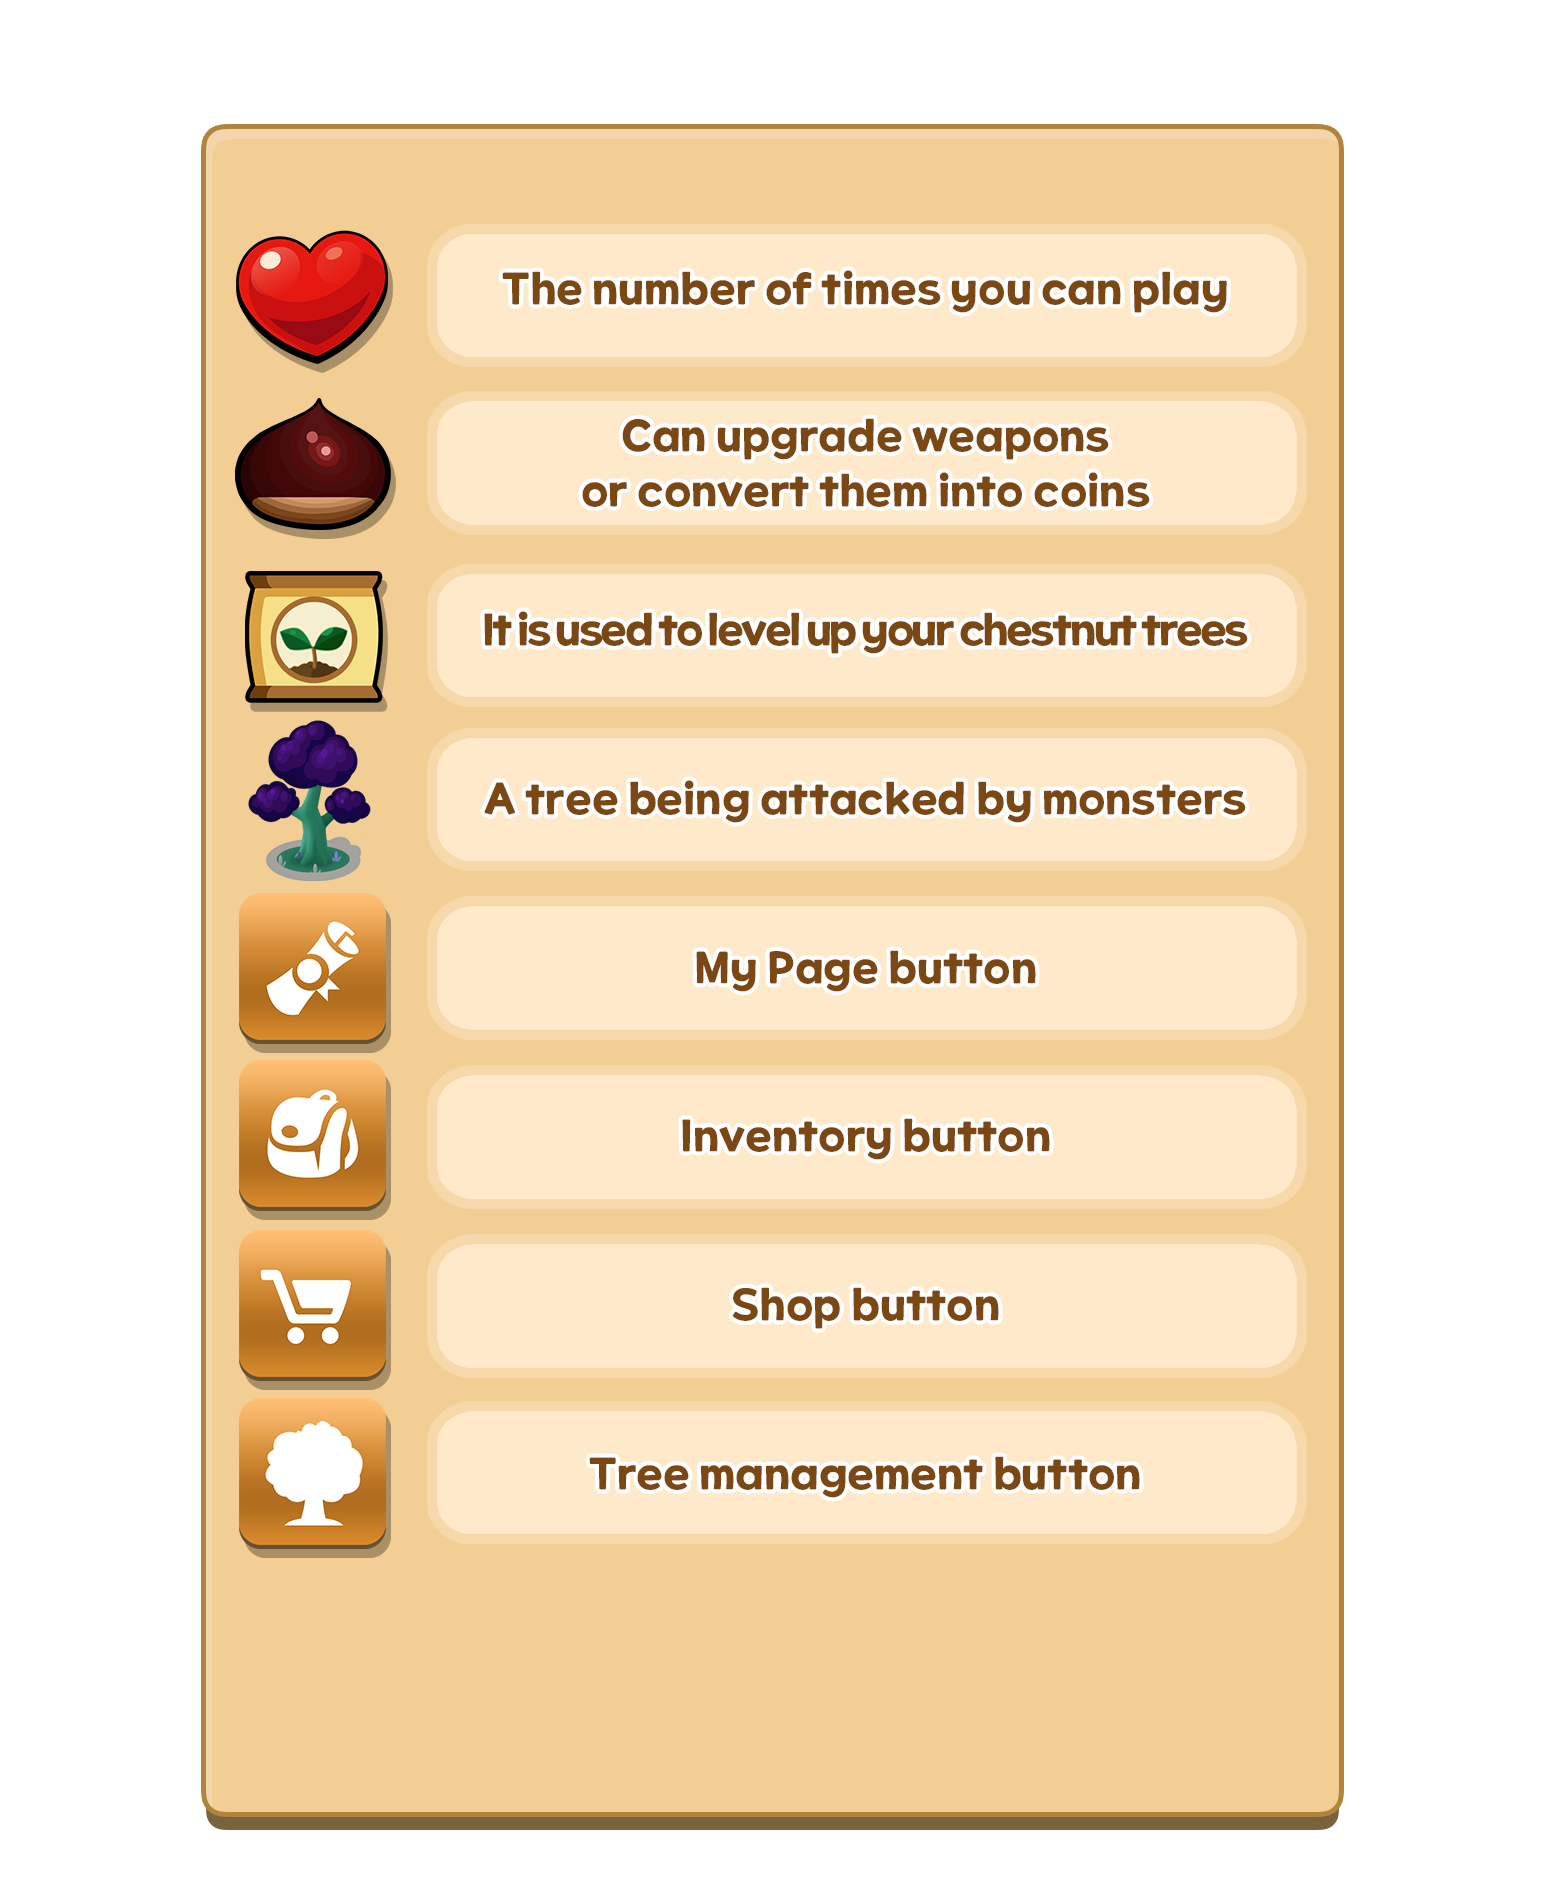 The number of times you can play
Can upgrade weapons
or convert them into coins
It is used to level up your chestnut trees
A tree being attacked by monsters
My Page button
Inventory button
Shop button
Tree management button